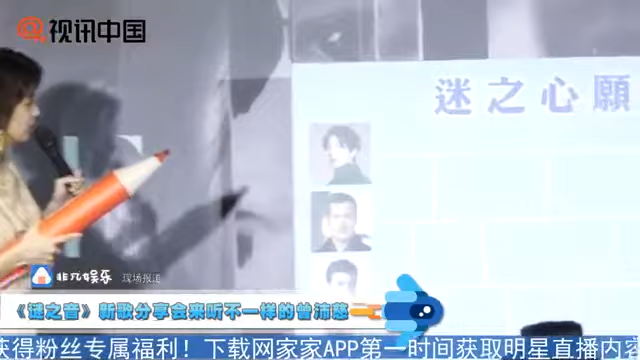 视讯中国
迷之心願
非凡娱乐 现场报道
《谜之音》新歌分享会来听不一样的曾沛慈
获得粉丝专属福利！下载网家家APP第一时间获取明星直播内容